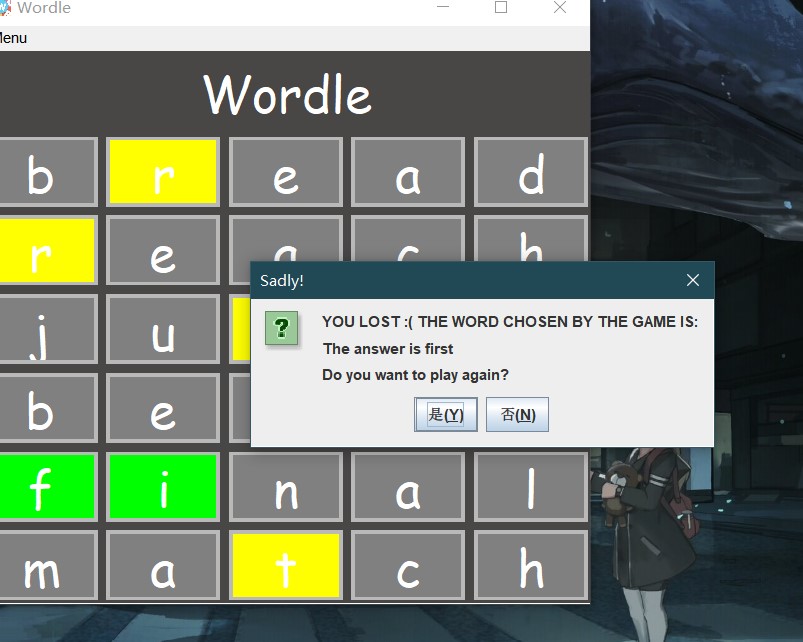 Wordle
Menu
Wordle
b r e a d
r e a c h
j u
b e
Sadly!
YOU LOST :( THE WORD CHOSEN BY THE GAME IS:
The answer is first
Do you want to play again?
是(Y) 否(N)
f i n a l
m a t c h